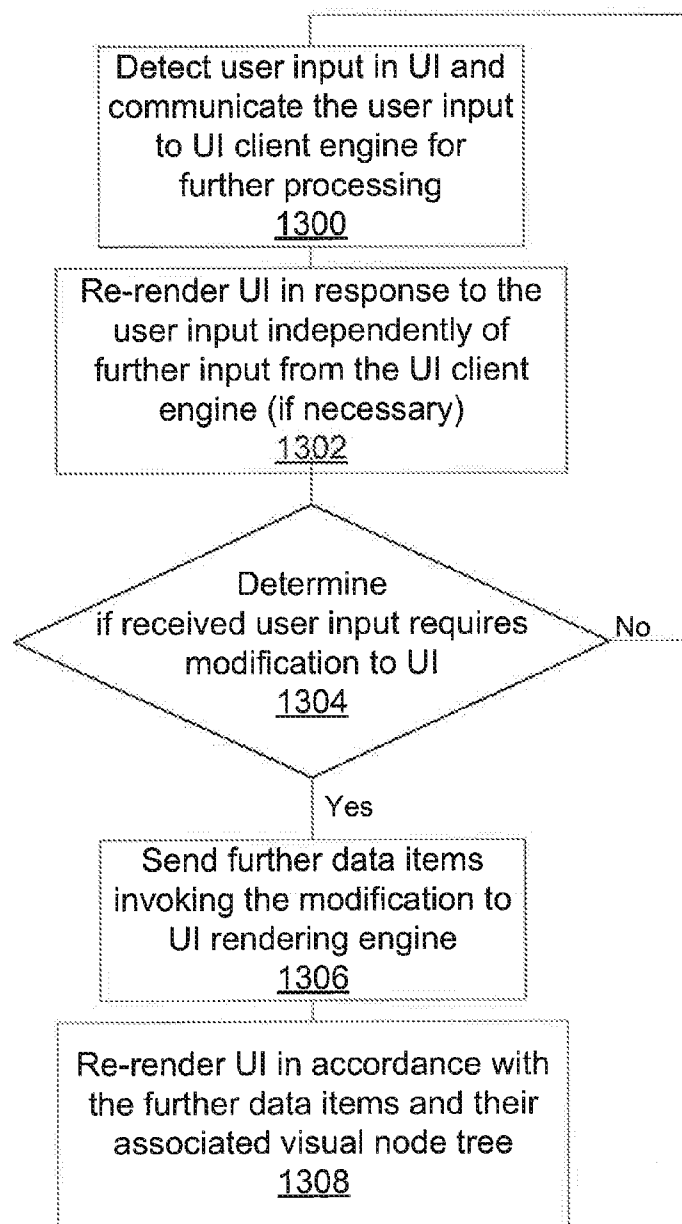 Detect user input in UI and
communicate the user input
to UI client engine for
further processing
1300
Re-render UI in response to the
user input independently of
further input from the UI client
engine (if necessary)
1302
Determine
if received user input requires
modification to UI
1304
No
Yes
Send further data items
invoking the modification to
UI rendering engine
1306
Re-render UI in accordance with
the further data items and their
associated visual node tree
1308